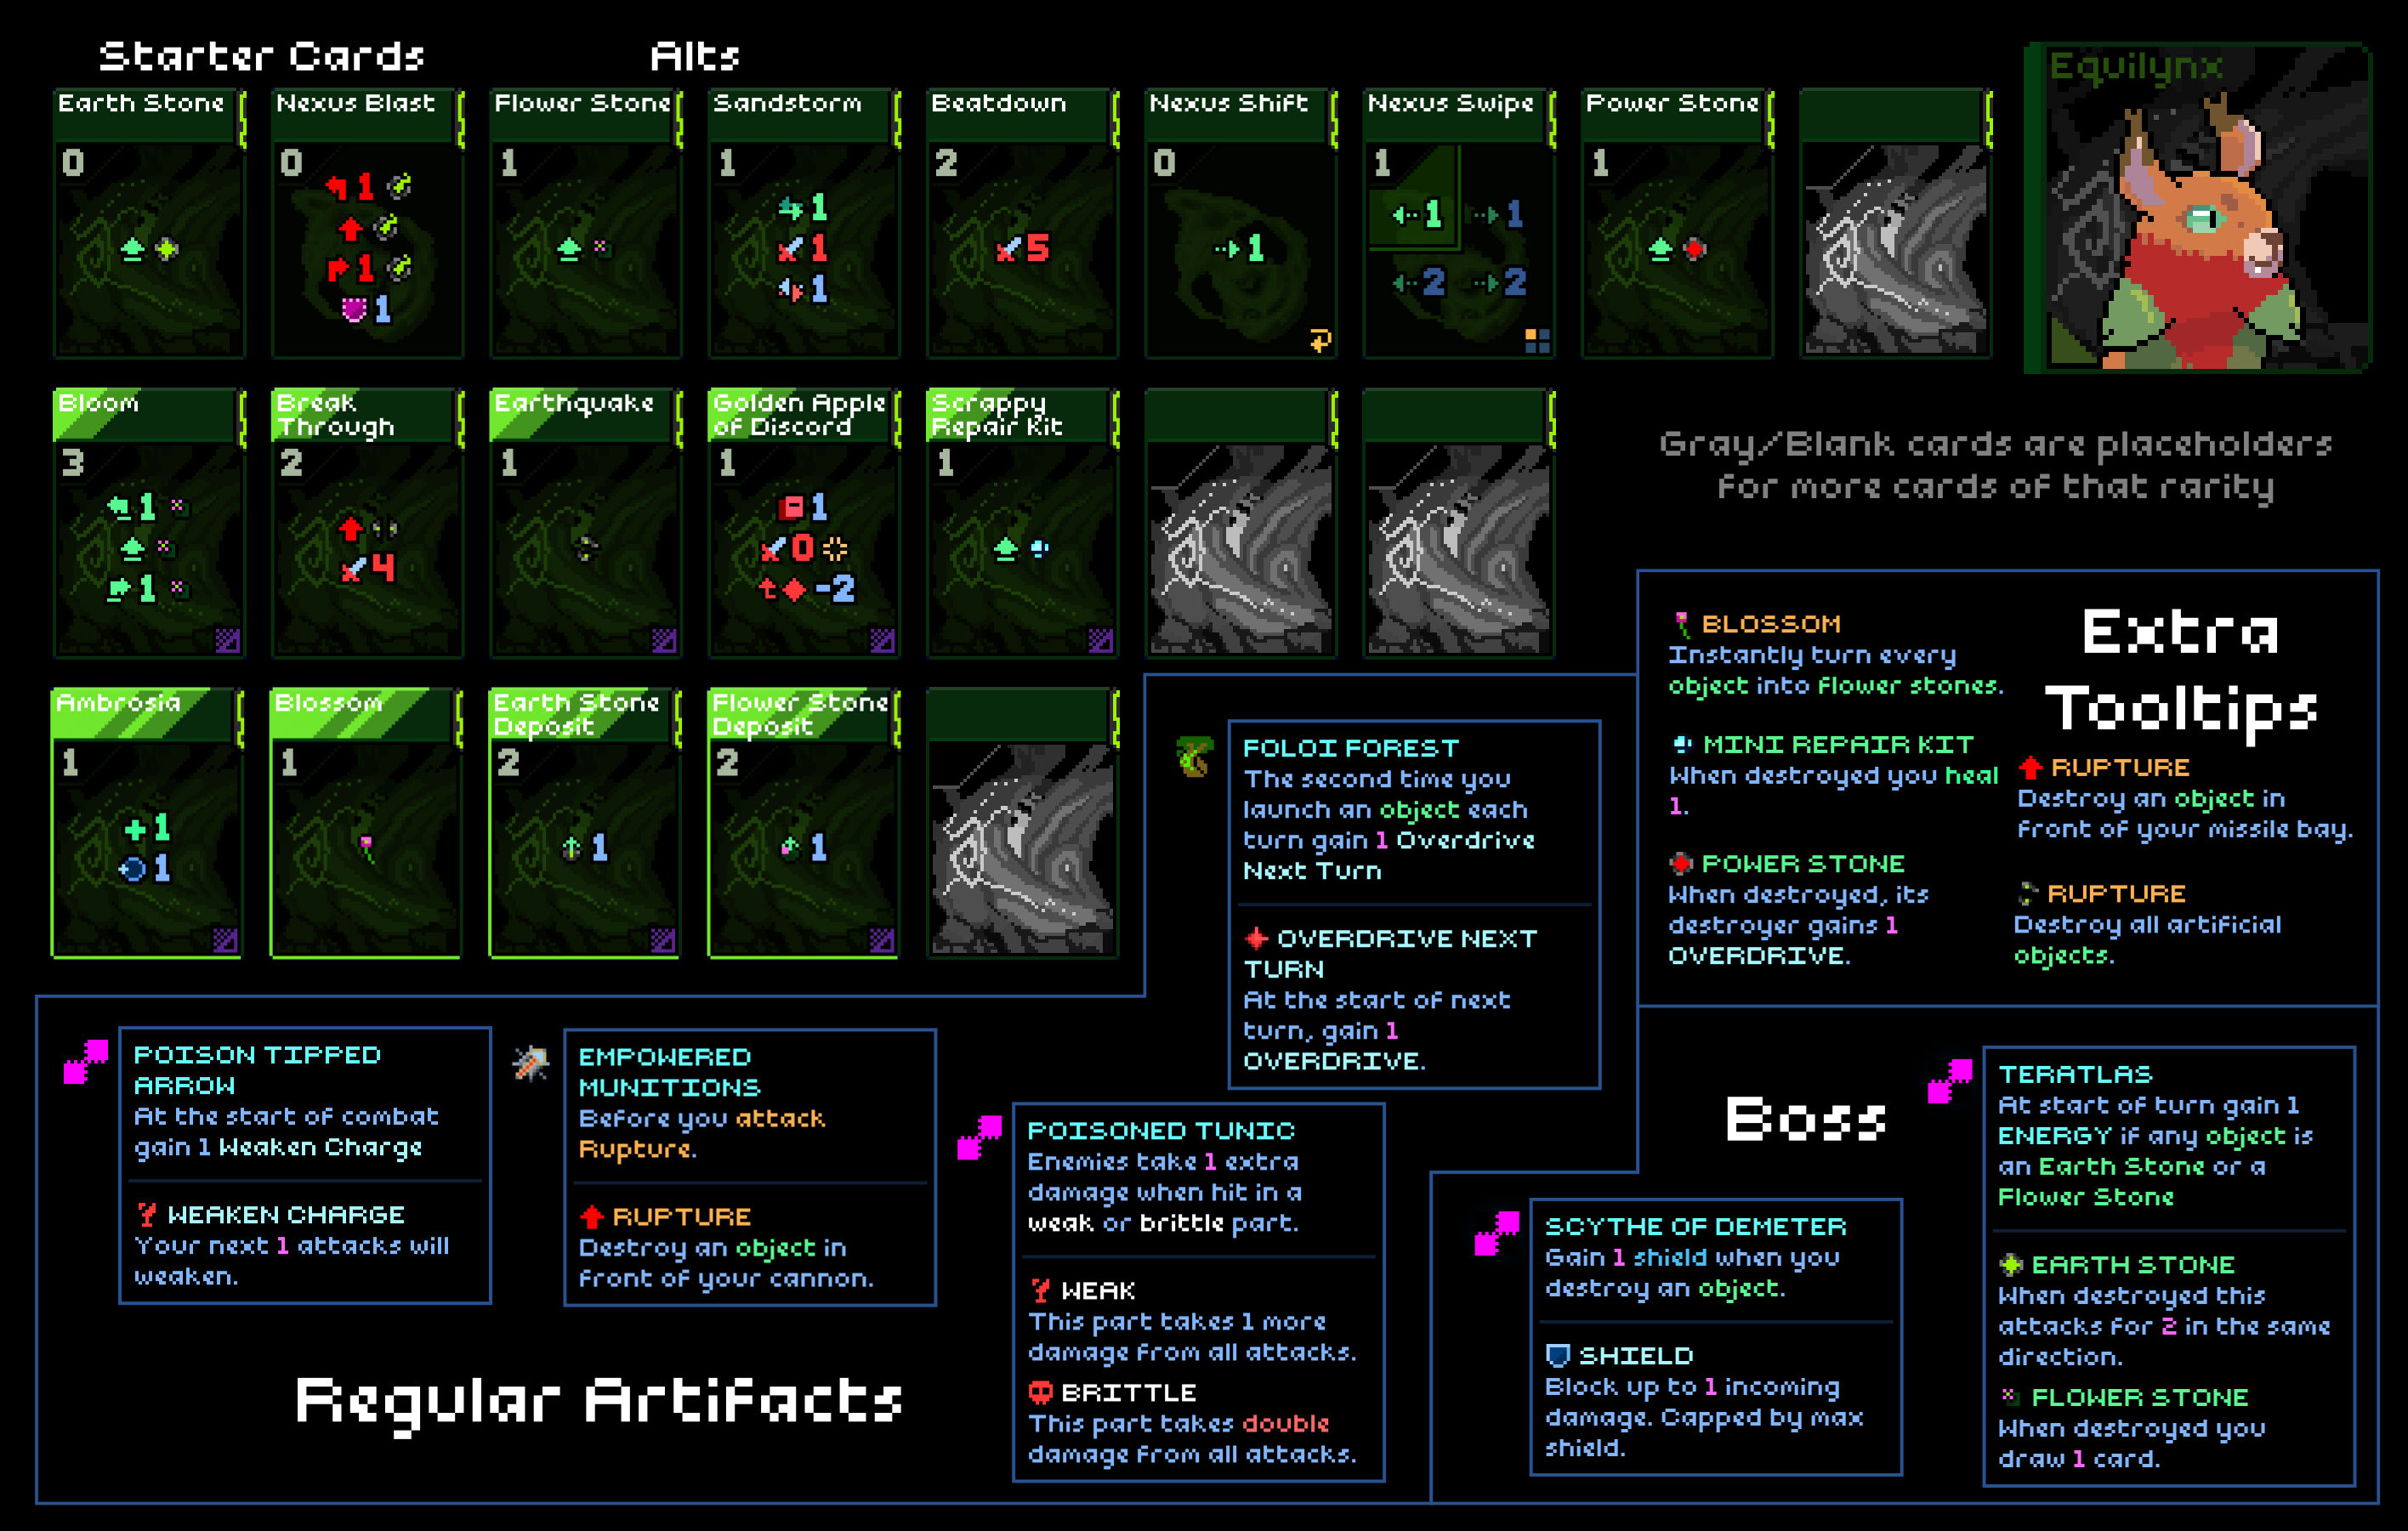 Starter Cards
Alts
Equilynx
Earth Stone
0
Nexus Blast
0
1
1
1
Flower Stone
1
Sandstorm
1
1
1
1
Beatdown
2
5
Nexus Shift
0
1
Nexus Swipe
1
1
1
2
2
Power Stone
1
Bloom
3
1
1
Break
Through
2
4
Earthquake
1
Golden Apple
of Discord
1
1
0
-2
Scrappy
Repair Kit
1
Gray/Blank cards are placeholders
for more cards of that rarity
Ambrosia
1
1
1
Blossom
1
Earth Stone
Deposit
2
1
Flower Stone
Deposit
2
1
FOLOI FOREST
The second time you
launch an object each
turn gain 1 Overdrive
Next Turn
OVERDRIVE NEXT
TURN
At the start of next
turn, gain 1
OVERDRIVE.
Extra
Tooltips
BLOSSOM
Instantly turn every
object into flower stones.
MINI REPAIR KIT
When destroyed you heal
1.
POWER STONE
When destroyed, its
destroyer gains 1
OVERDRIVE.
RUPTURE
Destroy an object in
front of your missile bay.
RUPTURE
Destroy all artificial
objects.
POISON TIPPED
ARROW
At the start of combat
gain 1 Weaken Charge
WEAKEN CHARGE
Your next 1 attacks will
weaken.
EMPOWERED
MUNITIONS
Before you attack
Rupture.
RUPTURE
Destroy an object in
front of your cannon.
POISONED TUNIC
Enemies take 1 extra
damage when hit in a
weak or brittle part.
WEAK
This part takes 1 more
damage from all attacks.
BRITTLE
This part takes double
damage from all attacks.
Regular Artifacts
Boss
SCYTHE OF DEMETER
Gain 1 shield when you
destroy an object.
SHIELD
Block up to 1 incoming
damage. Capped by max
shield.
TERATLAS
At start of turn gain 1
ENERGY if any object is
an Earth Stone or a
Flower Stone
EARTH STONE
When destroyed this
attacks for 2 in the same
direction.
FLOWER STONE
When destroyed you
draw 1 card.